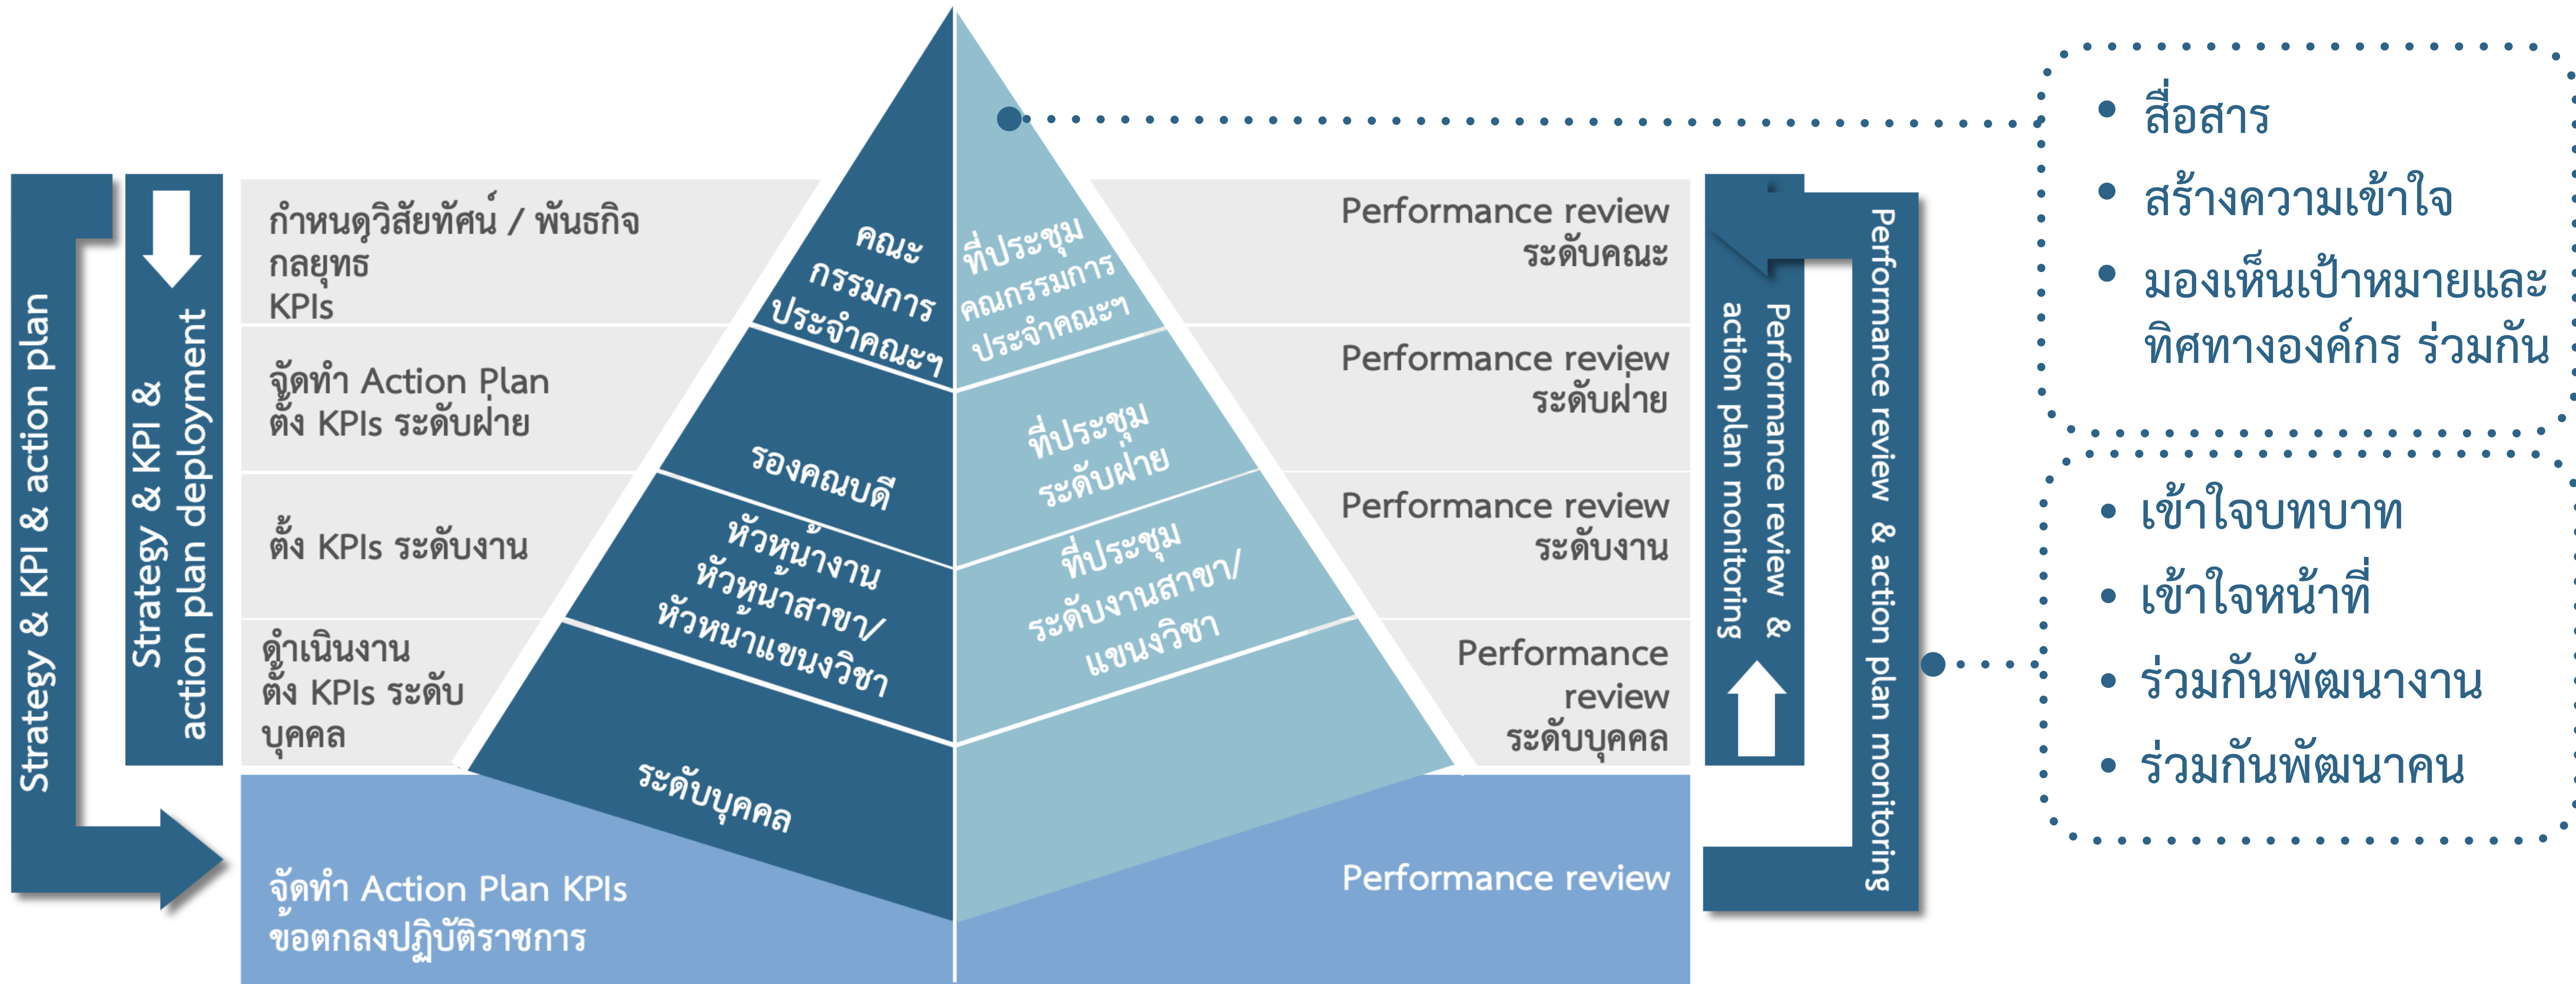 Strategy & KPI & action plan
Strategy & KPI &
action plan deployment
กำหนดวิสัยทัศน์ / พันธกิจ
กลยุทธ์
KPIs
จัดทำ Action Plan
ตั้ง KPIs ระดับฝ่าย
ตั้ง KPIs ระดับงาน
ดำเนินงาน
ตั้ง KPIs ระดับ
บุคคล
จัดทำ Action Plan KPIs
ข้อตกลงปฏิบัติราชการ
คณะ
กรรมการ
ประจำคณะฯ
รองคณบดี
หัวหน้างาน
หัวหน้าสาขา/
หัวหน้าแขนงวิชา
ระดับบุคคล
ที่ประชุม
คณกรรมการ
ประจำคณะฯ
ที่ประชุม
ระดับฝ่าย
ที่ประชุม
ระดับงานสาขา/
แขนงวิชา
Performance review
ระดับคณะ
Performance review
ระดับฝ่าย
Performance review
ระดับงาน
Performance
review
ระดับบุคคล
Performance review
Performance review &
action plan monitoring
Performance review & action plan monitoring
• สื่อสาร
• สร้างความเข้าใจ
• มองเห็นเป้าหมายและ
ทิศทางองค์กร ร่วมกัน
• เข้าใจบทบาท
• เข้าใจหน้าที่
• ร่วมกันพัฒนางาน
• ร่วมกันพัฒนาคน